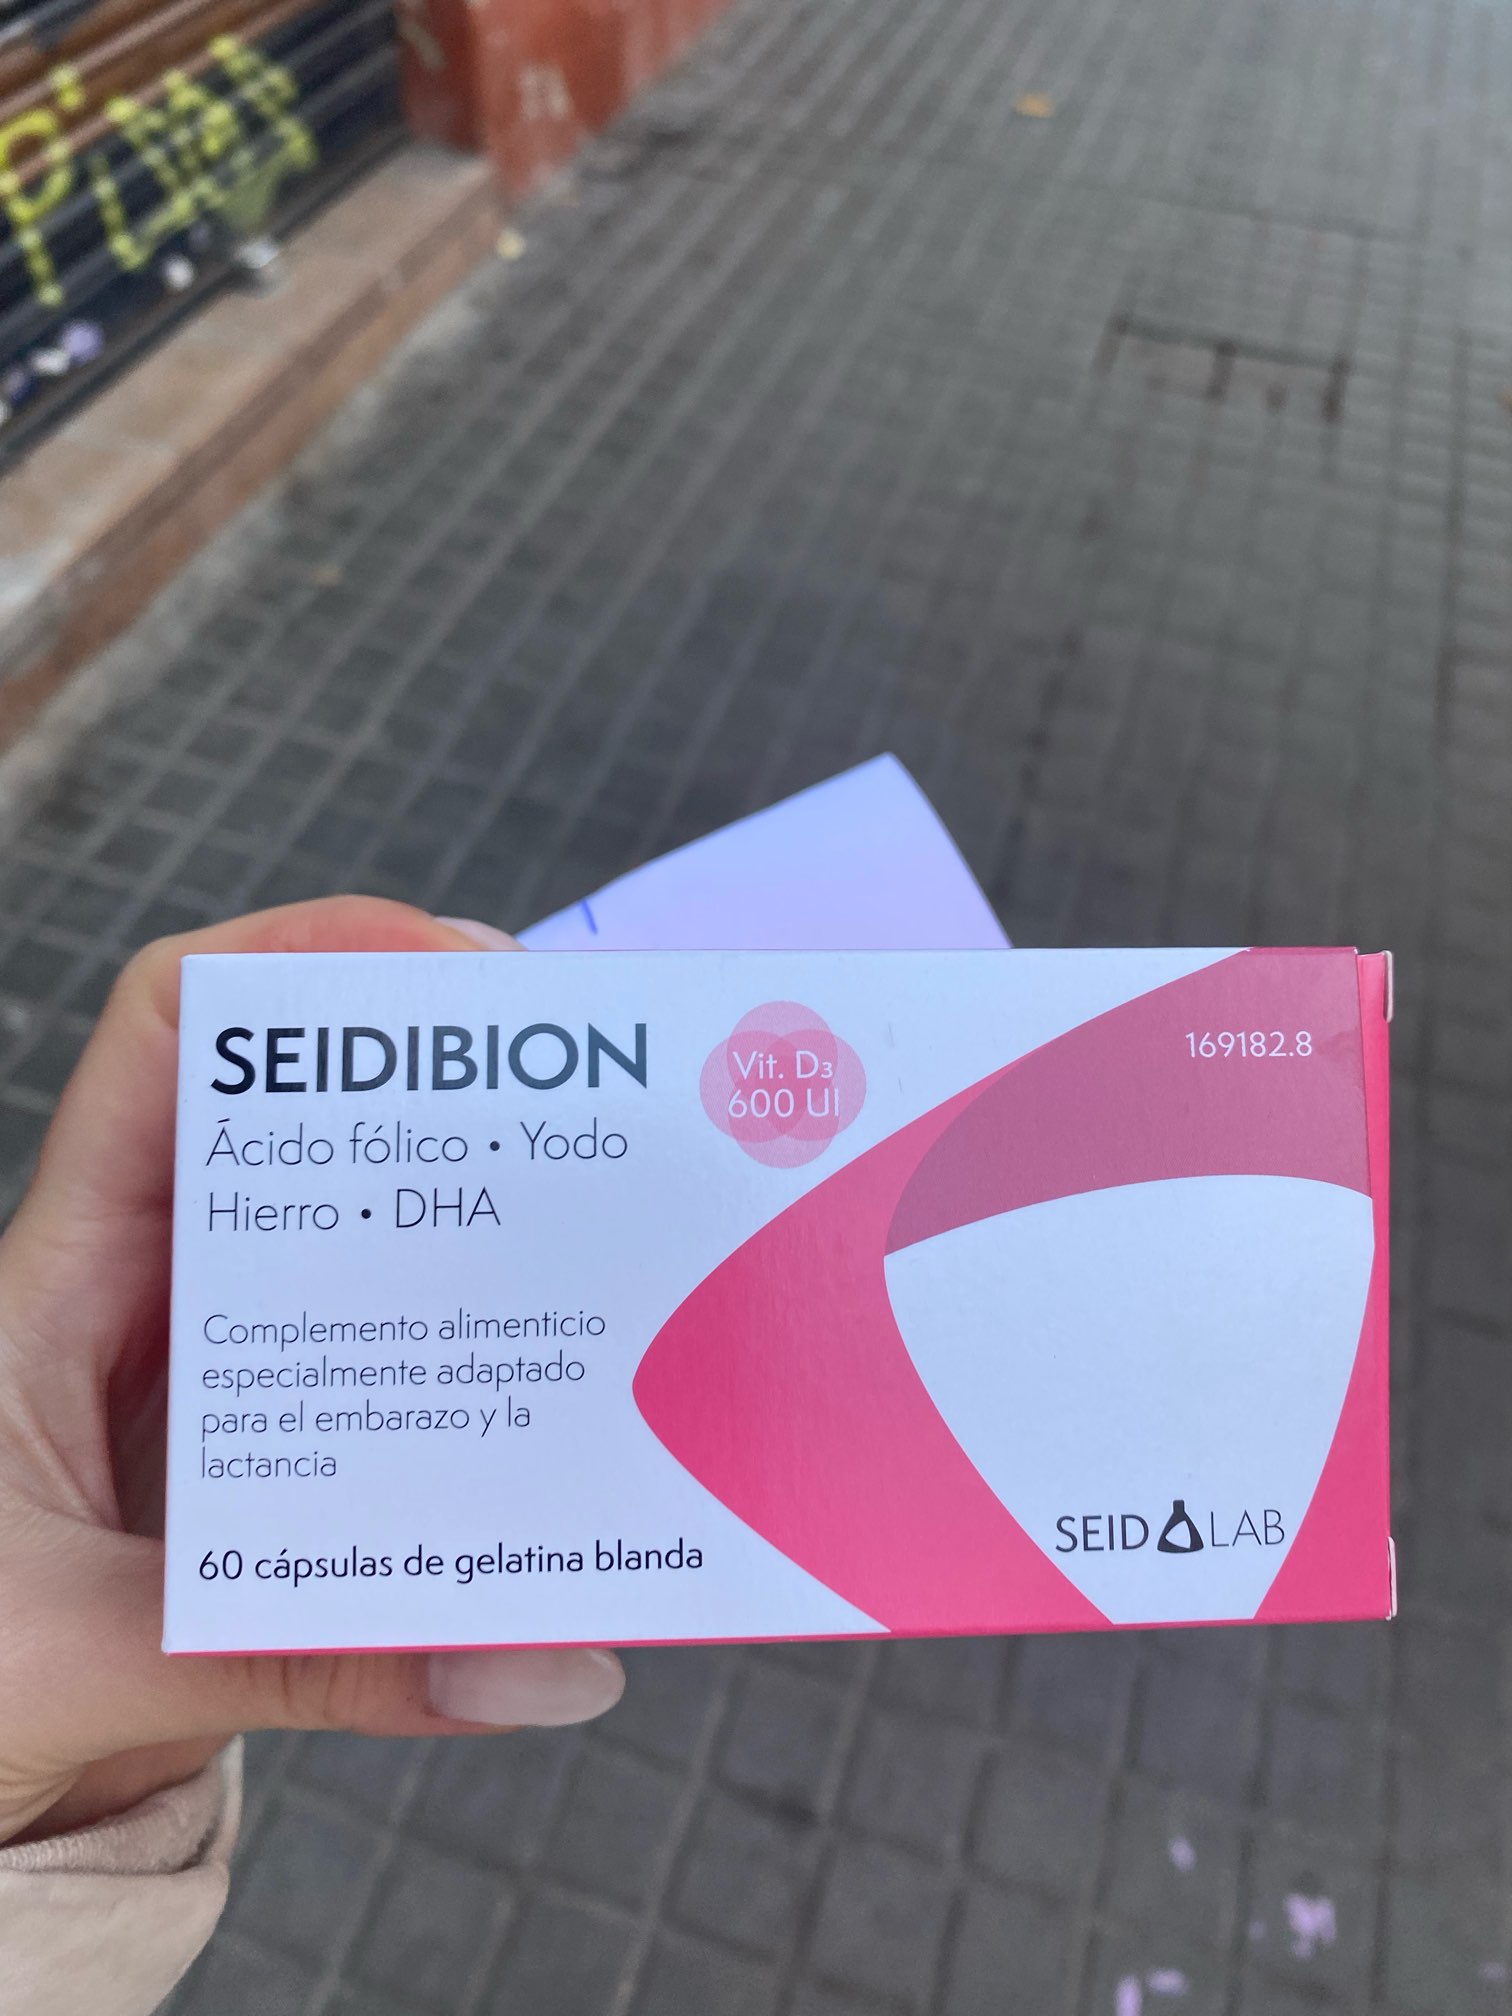 SEIDIBION
Ácido fólico • Yodo
Hierro • DHA
Vit. D₃
600 UI
169182.8
Complemento alimenticio
especialmente adaptado
para el embarazo y la
lactancia
60 cápsulas de gelatina blanda
SEID LAB